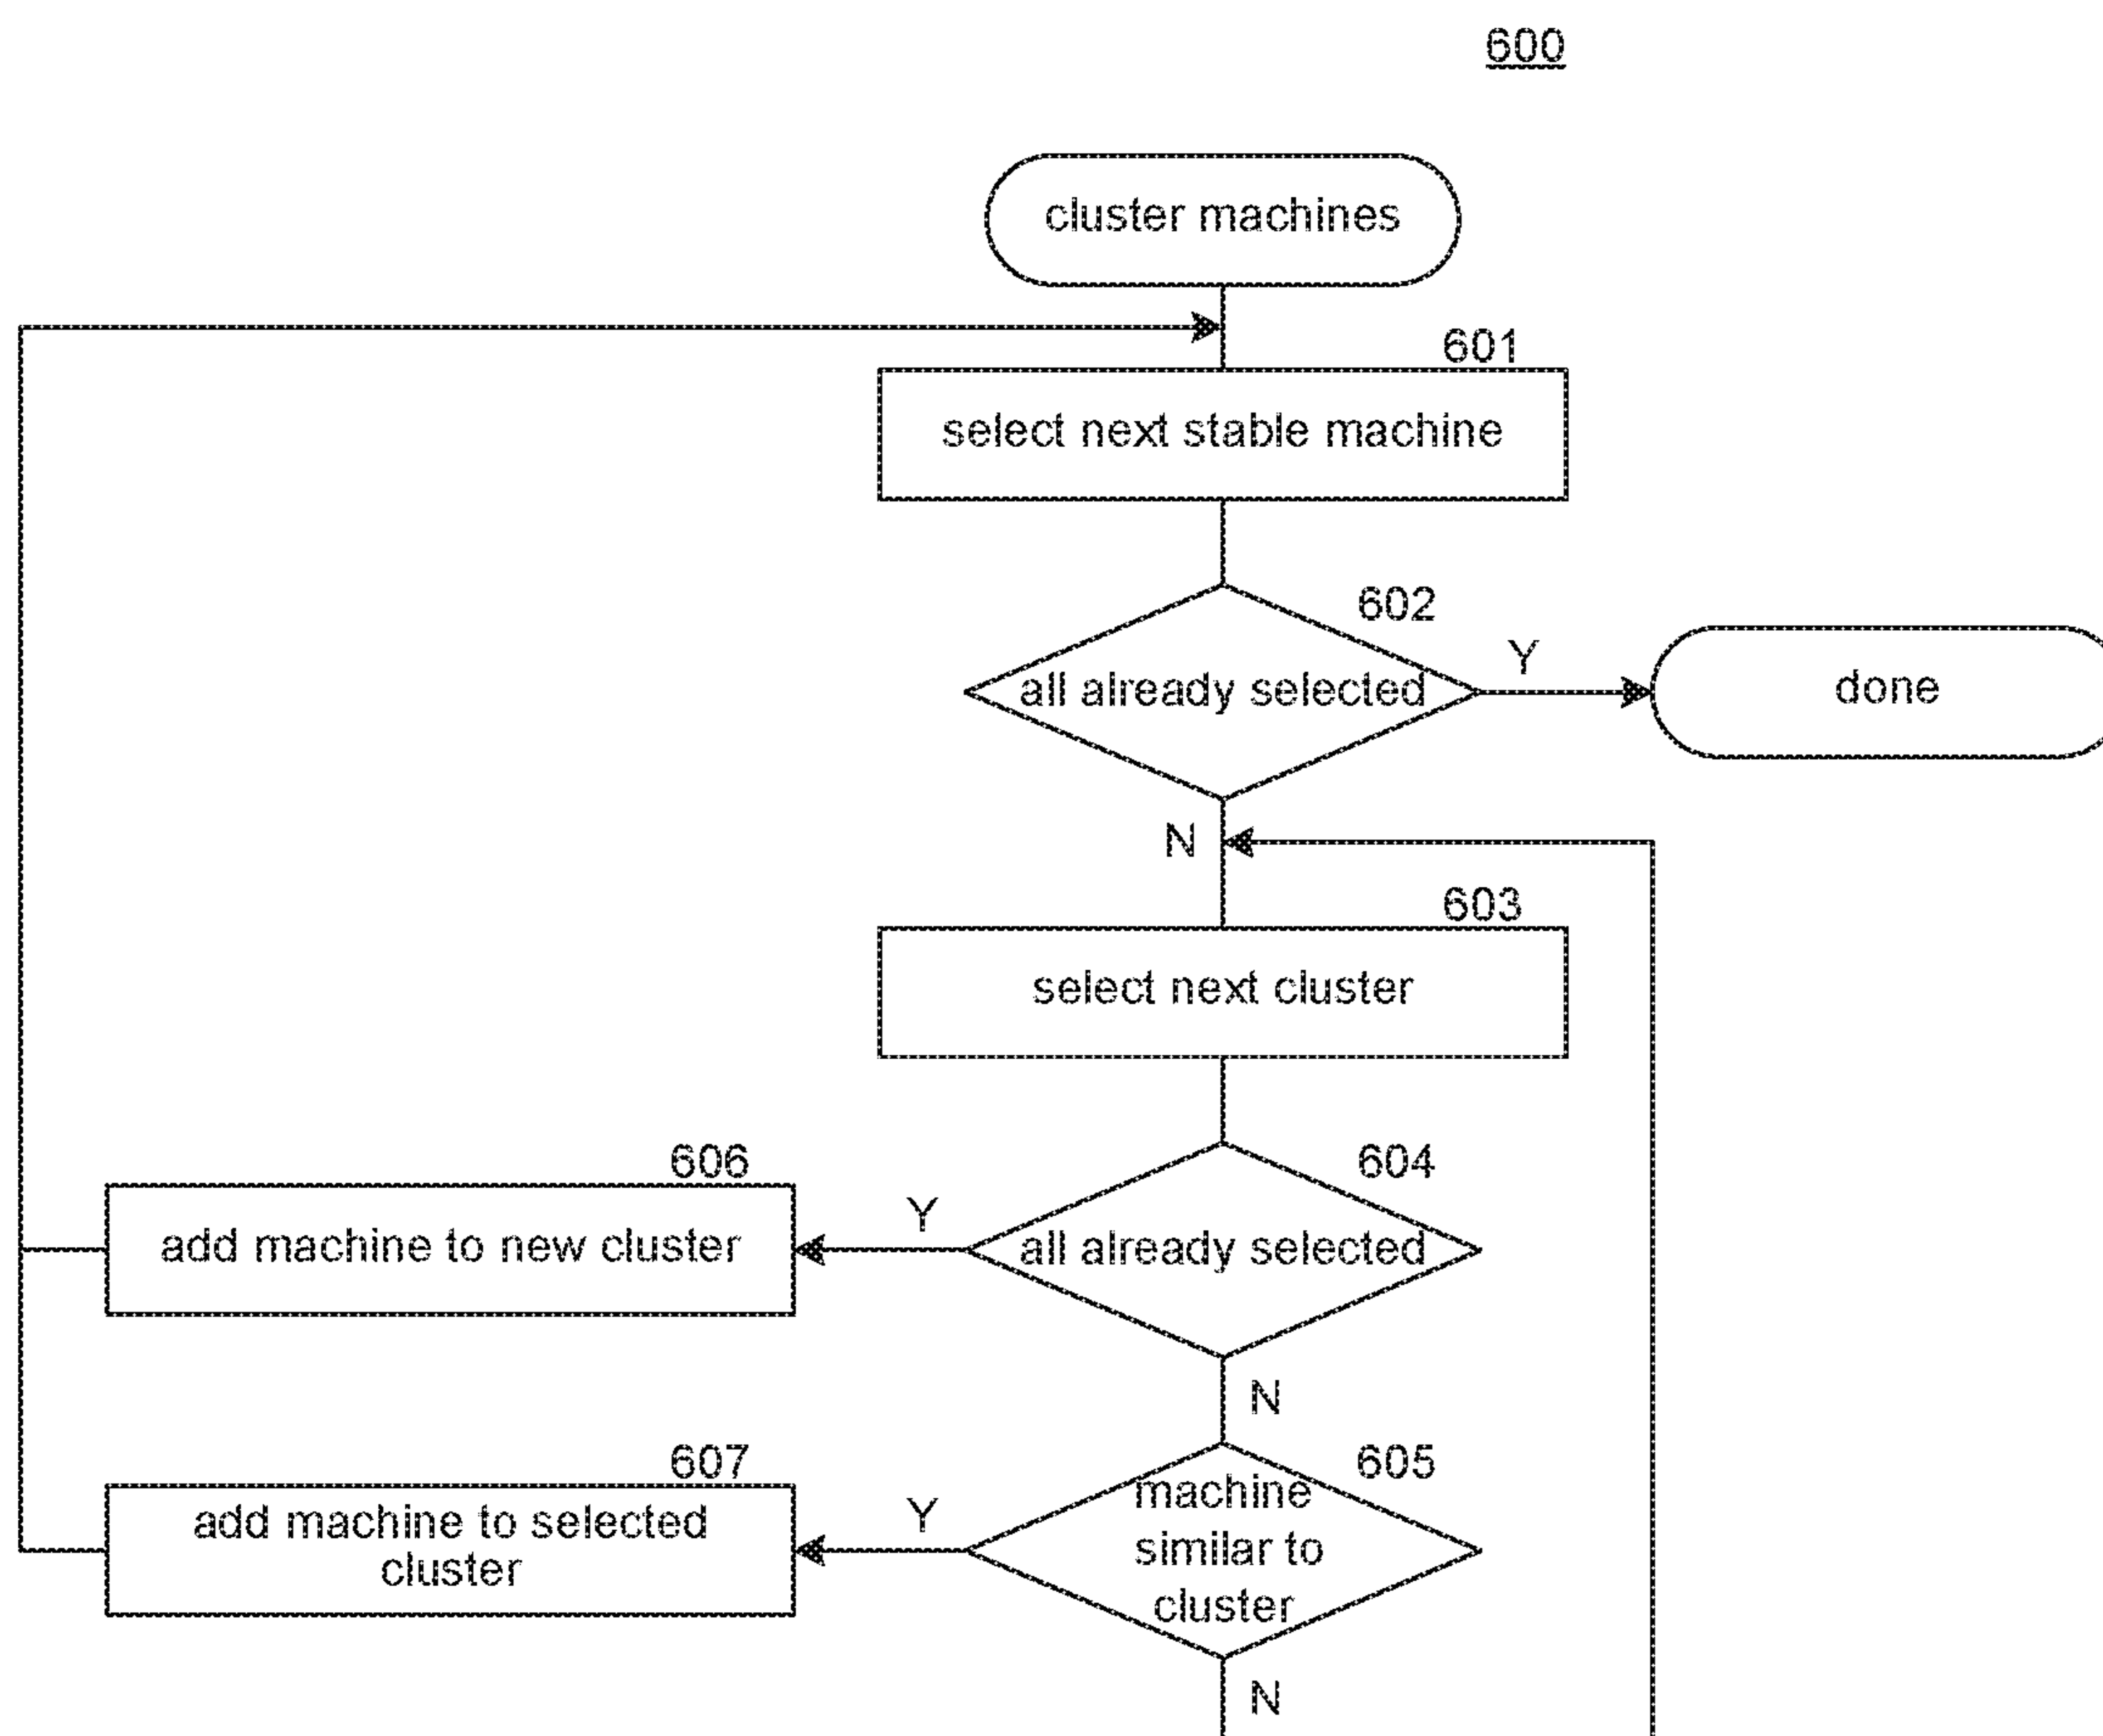 600
cluster machines
601
select next stable machine
602
all already selected
Y
done
N
603
select next cluster
606
604
add machine to new cluster
Y
all already selected
N
607
605
add machine to selected
cluster
Y
machine
similar to
cluster
N